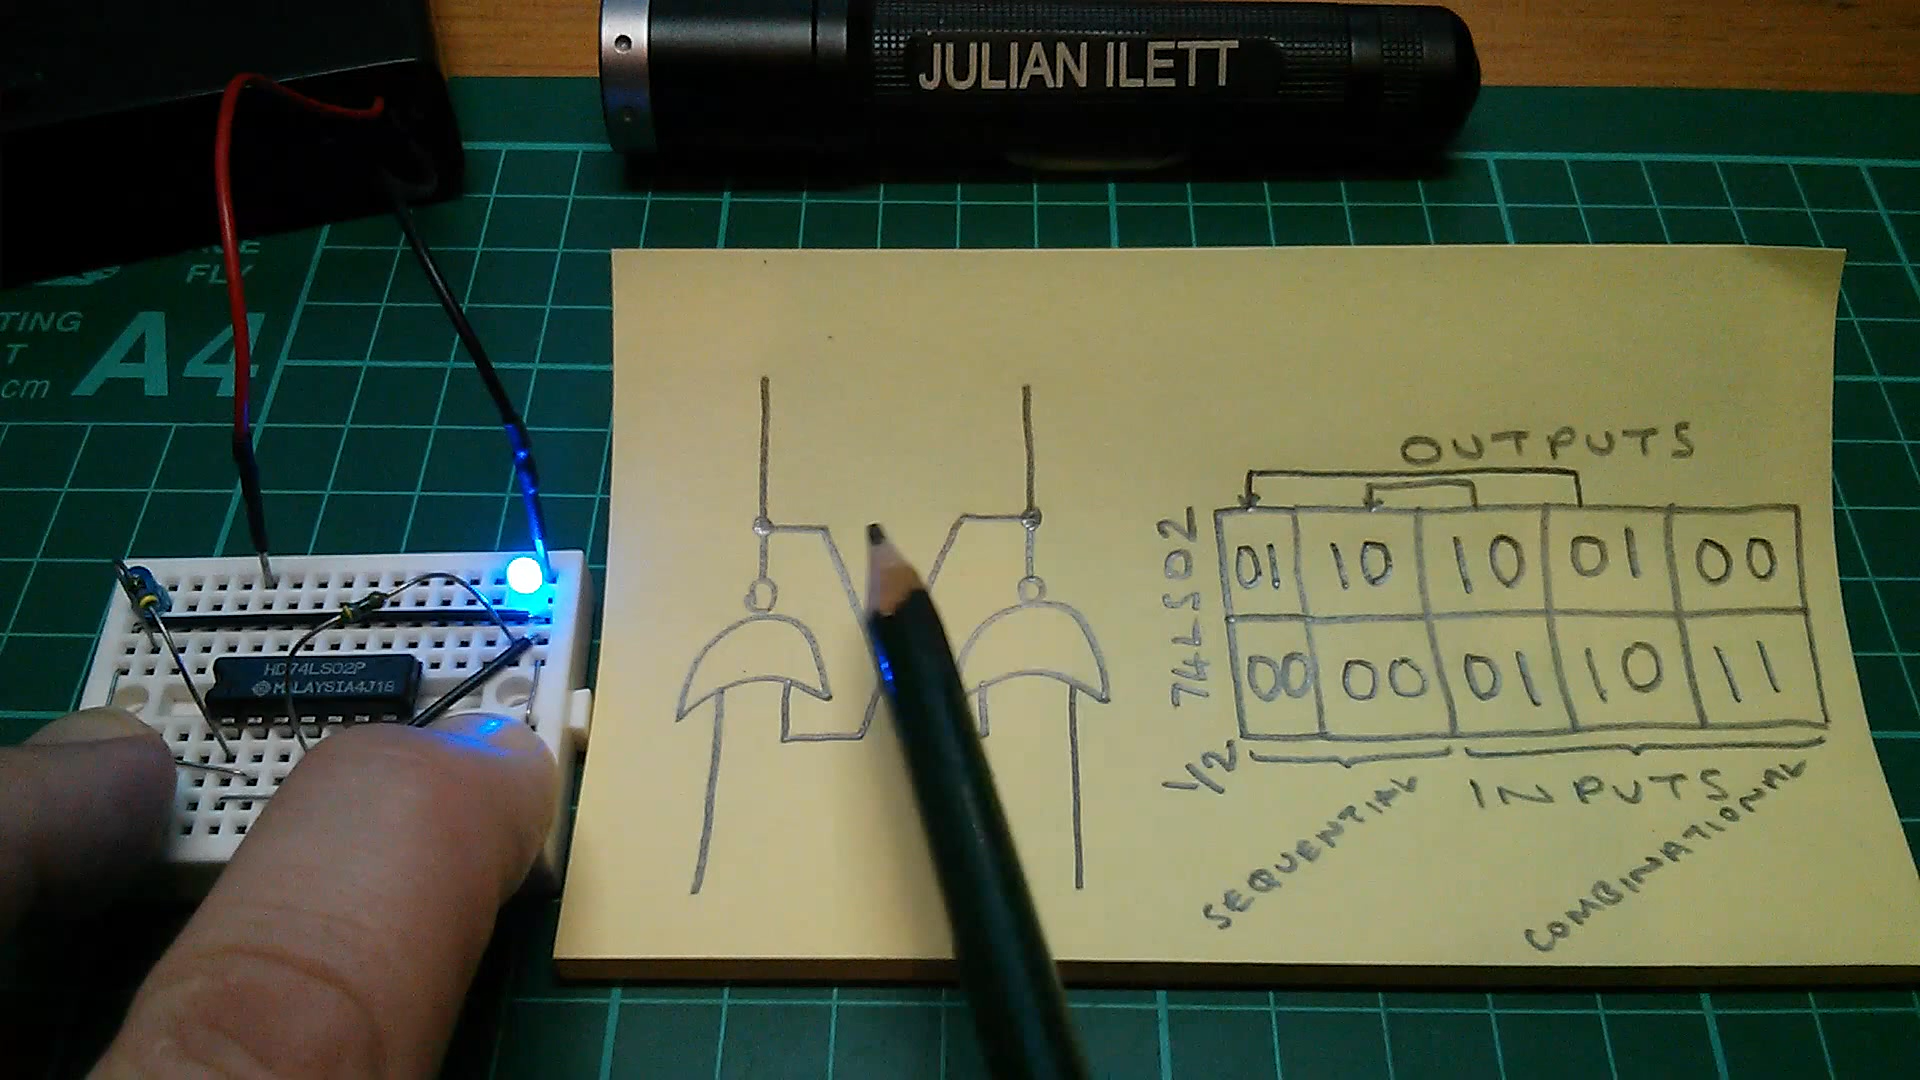 JULIAN ILETT
FLY
TING
T
cm
A4
HD74LS02P
MALAYSIA4J18
OUTPUTS
1/2 74LS02
01 10 10 01 00
00 00 01 10 11
INPUTS
SEQUENTIAL
COMBINATIONAL